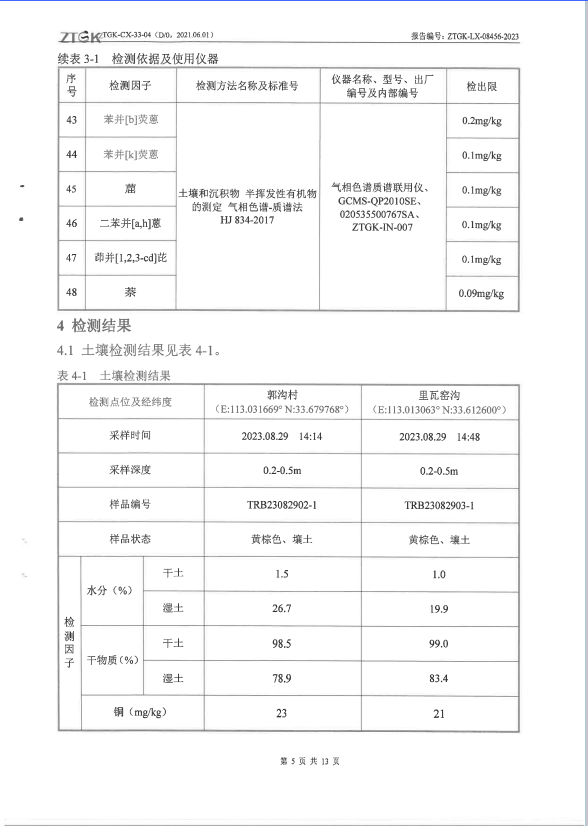 ZTGK ZTGK-CX-33-04（D/0，2021.06.01） 报告编号：ZTGK-LX-08456-2023
续表 3-1 检测依据及使用仪器
序号 检测因子 检测方法名称及标准号 仪器名称、型号、出厂编号及内部编号 检出限
43 苯并[b]荧蒽 0.2mg/kg
44 苯并[k]荧蒽 0.1mg/kg
45 䓛 0.1mg/kg
土壤和沉积物 半挥发性有机物
的测定 气相色谱-质谱法
HJ 834-2017
气相色谱质谱联用仪、
GCMS-QP2010SE、
020535500767SA、
ZTGK-IN-007
46 二苯并[a,h]蒽 0.1mg/kg
47 茚并[1,2,3-cd]芘 0.1mg/kg
48 萘 0.09mg/kg
4 检测结果
4.1 土壤检测结果见表 4-1。
表 4-1 土壤检测结果
检测点位及经纬度 郭沟村 里瓦窑沟
（E:113.031669° N:33.679768°） （E:113.013063° N:33.612600°）
采样时间 2023.08.29 14:14 2023.08.29 14:48
采样深度 0.2-0.5m 0.2-0.5m
样品编号 TRB23082902-1 TRB23082903-1
样品状态 黄棕色、壤土 黄棕色、壤土
检测因子
水分（%） 干土 1.5 1.0
湿土 26.7 19.9
干物质（%） 干土 98.5 99.0
湿土 78.9 83.4
铜（mg/kg） 23 21
第 5 页 共 13 页